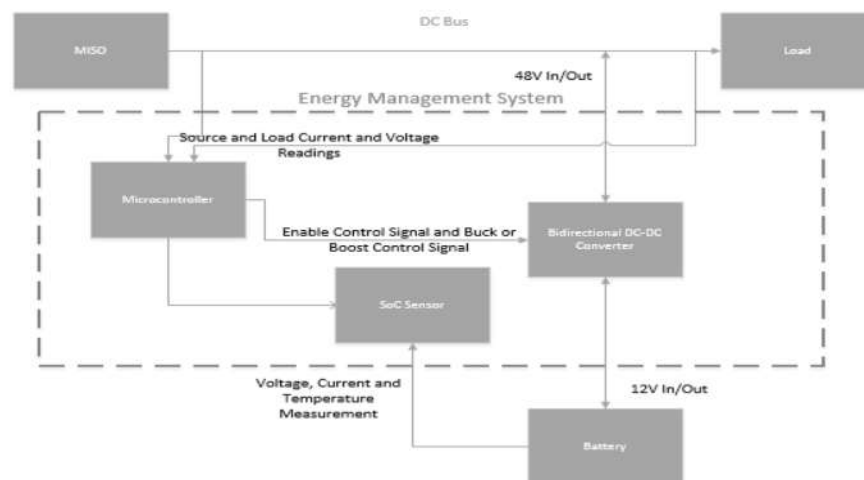 DC Bus
MISO
Load
48V In/Out
Energy Management System
Source and Load Current and Voltage
Readings
Microcontroller
Enable Control Signal and Buck or
Boost Control Signal
Bidirectional DC-DC
Converter
SoC Sensor
Voltage, Current and
Temperature
Measurement
12V In/Out
Battery